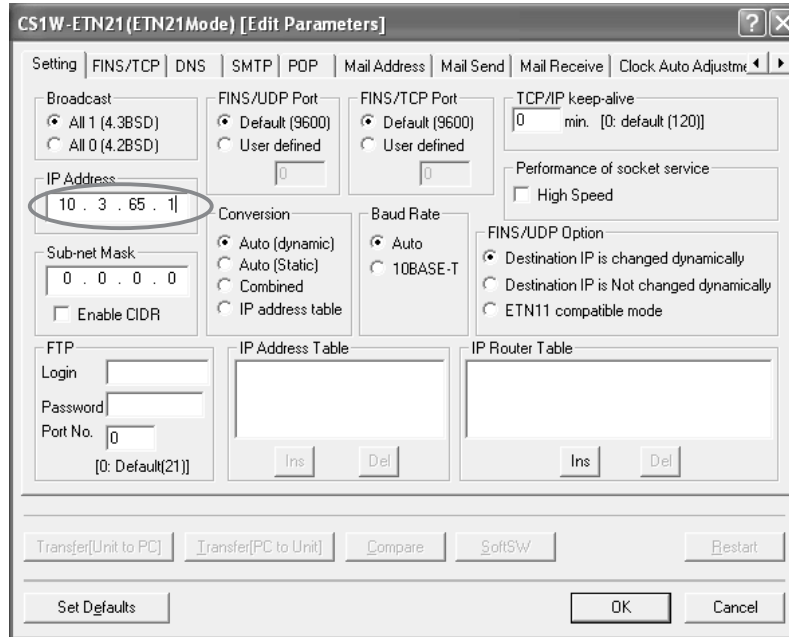 CS1W-ETN21(ETN21Mode) [Edit Parameters]
Setting FINS/TCP DNS SMTP POP Mail Address Mail Send Mail Receive Clock Auto Adjustme
Broadcast
All 1 (4.3BSD)
All 0 (4.2BSD)
FINS/UDP Port
Default (9600)
User defined
0
FINS/TCP Port
Default (9600)
User defined
0
TCP/IP keep-alive
0 min. [0: default (120)]
Performance of socket service
High Speed
IP Address
10 . 3 . 65 . 1
Sub-net Mask
0 . 0 . 0 . 0
Enable CIDR
Conversion
Auto (dynamic)
Auto (Static)
Combined
IP address table
Baud Rate
Auto
10BASE-T
FINS/UDP Option
Destination IP is changed dynamically
Destination IP is Not changed dynamically
ETN11 compatible mode
FTP
Login
Password
Port No. 0
[0: Default(21)]
IP Address Table
Ins Del
IP Router Table
Ins Del
Transfer[Unit to PC] Transfer[PC to Unit] Compare SoftSW Restart
Set Defaults OK Cancel